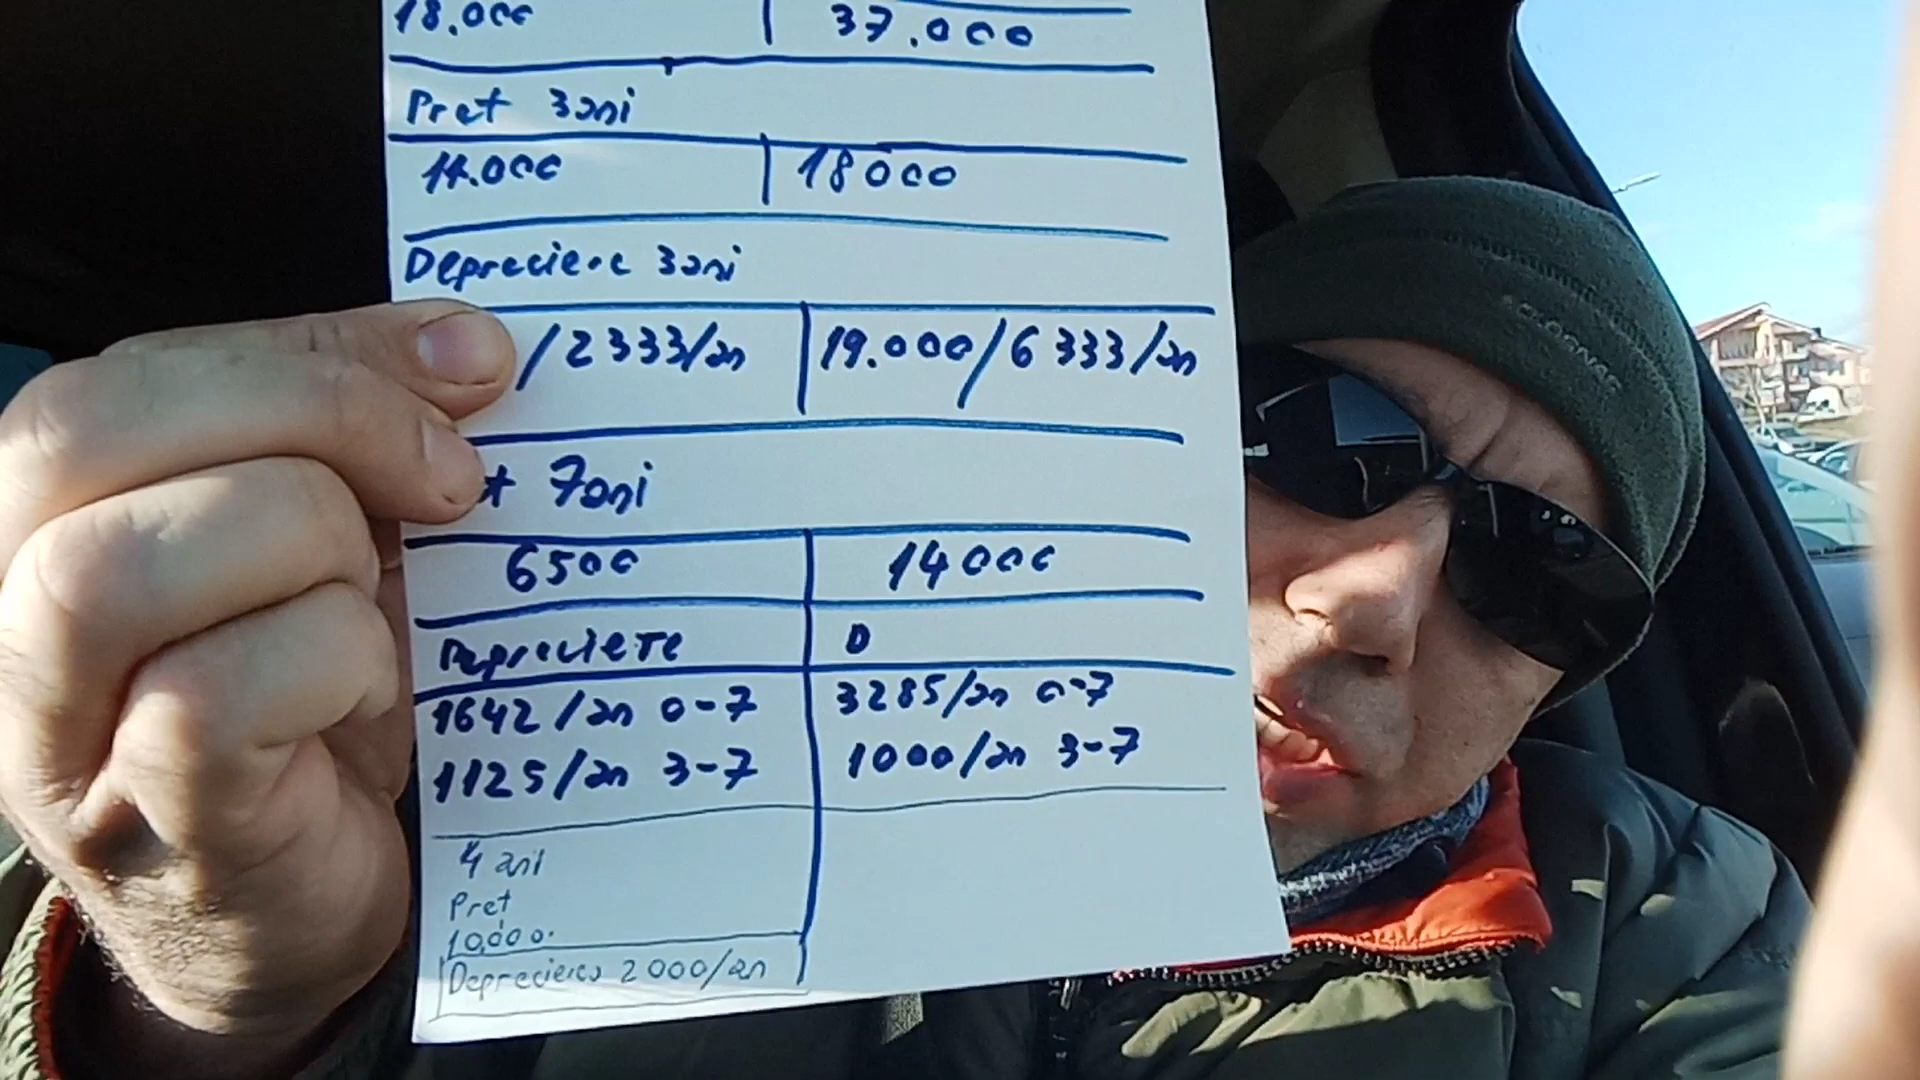 18.000 37.000
Pret 3ani
14.000 18000
Depreciere 3ani
/2333/an 19.000/6333/an
t 7ani
6500 14000
Depreciere D
1642/an 0-7 3285/an 0-7
1125/an 3-7 1000/an 3-7
4 ani
Pret
10.000.
Depreciere 2000/an